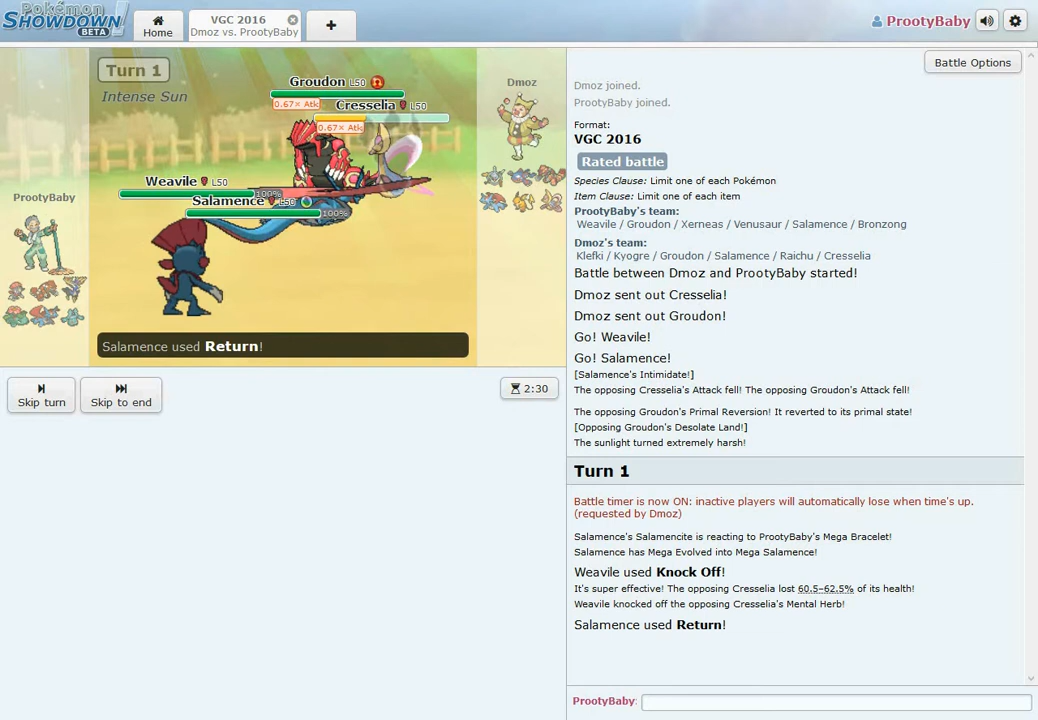 Pokémon
SHOWDOWN!
BETA
Home
VGC 2016
Dmoz vs. ProotyBaby
+
ProotyBaby
Turn 1
Intense Sun
Groudon L50
0.67× Atk
Cresselia L50
0.67× Atk
Weavile L50
100%
Salamence L50
100%
ProotyBaby
Dmoz
Salamence used Return!
Skip turn
Skip to end
2:30
Battle Options
Dmoz joined.
ProotyBaby joined.
Format:
VGC 2016
Rated battle
Species Clause: Limit one of each Pokémon
Item Clause: Limit one of each item
ProotyBaby's team:
Weavile / Groudon / Xerneas / Venusaur / Salamence / Bronzong
Dmoz's team:
Klefki / Kyogre / Groudon / Salamence / Raichu / Cresselia
Battle between Dmoz and ProotyBaby started!
Dmoz sent out Cresselia!
Dmoz sent out Groudon!
Go! Weavile!
Go! Salamence!
[Salamence's Intimidate!]
The opposing Cresselia's Attack fell! The opposing Groudon's Attack fell!
The opposing Groudon's Primal Reversion! It reverted to its primal state!
[Opposing Groudon's Desolate Land!]
The sunlight turned extremely harsh!
Turn 1
Battle timer is now ON: inactive players will automatically lose when time's up.
(requested by Dmoz)
Salamence's Salamencite is reacting to ProotyBaby's Mega Bracelet!
Salamence has Mega Evolved into Mega Salamence!
Weavile used Knock Off!
It's super effective! The opposing Cresselia lost 60.5–62.5% of its health!
Weavile knocked off the opposing Cresselia's Mental Herb!
Salamence used Return!
ProotyBaby: